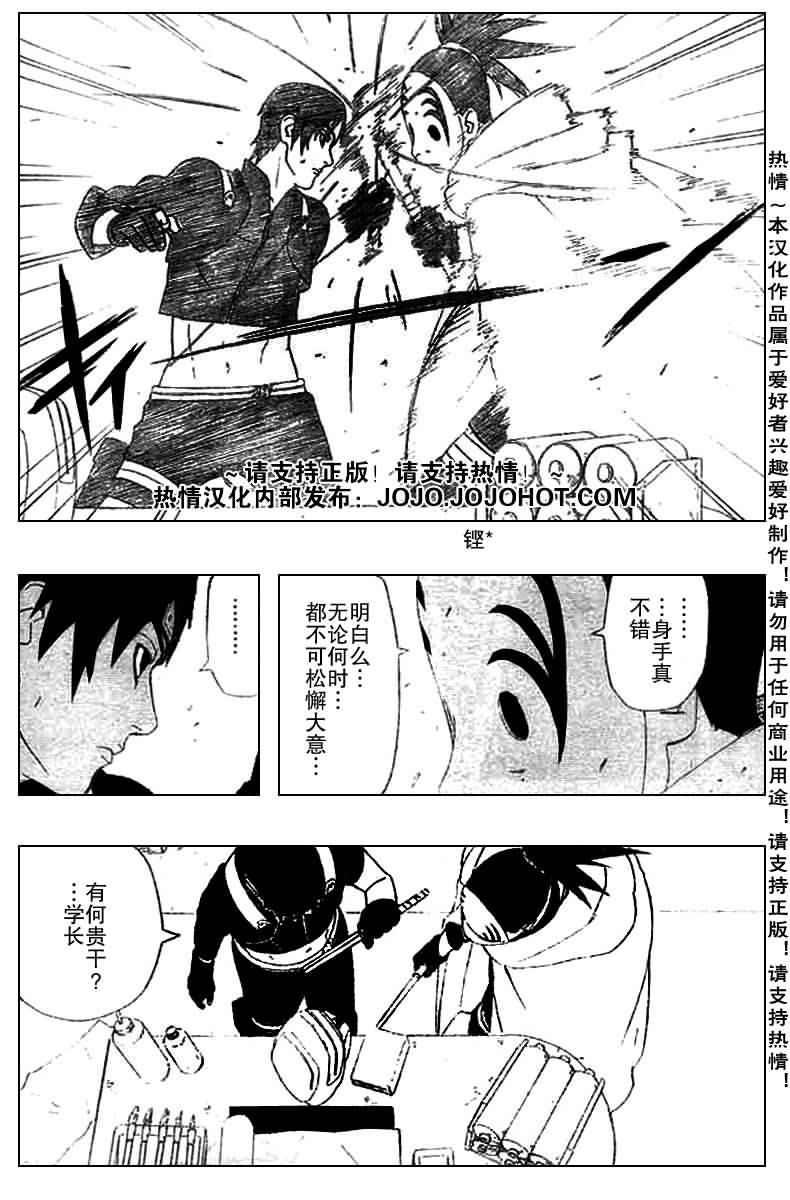 ~请支持正版！请支持热情！
热情汉化内部发布：JOJO.JOJOHOT.COM
铿*
……
…身手真
不错
明白么…
无论何时…
都不可松懈大意…
………
有何贵干？
…学长
热情~本汉化作品属于爱好者兴趣爱好制作！请勿用于任何商业用途！请支持正版！请支持热情！